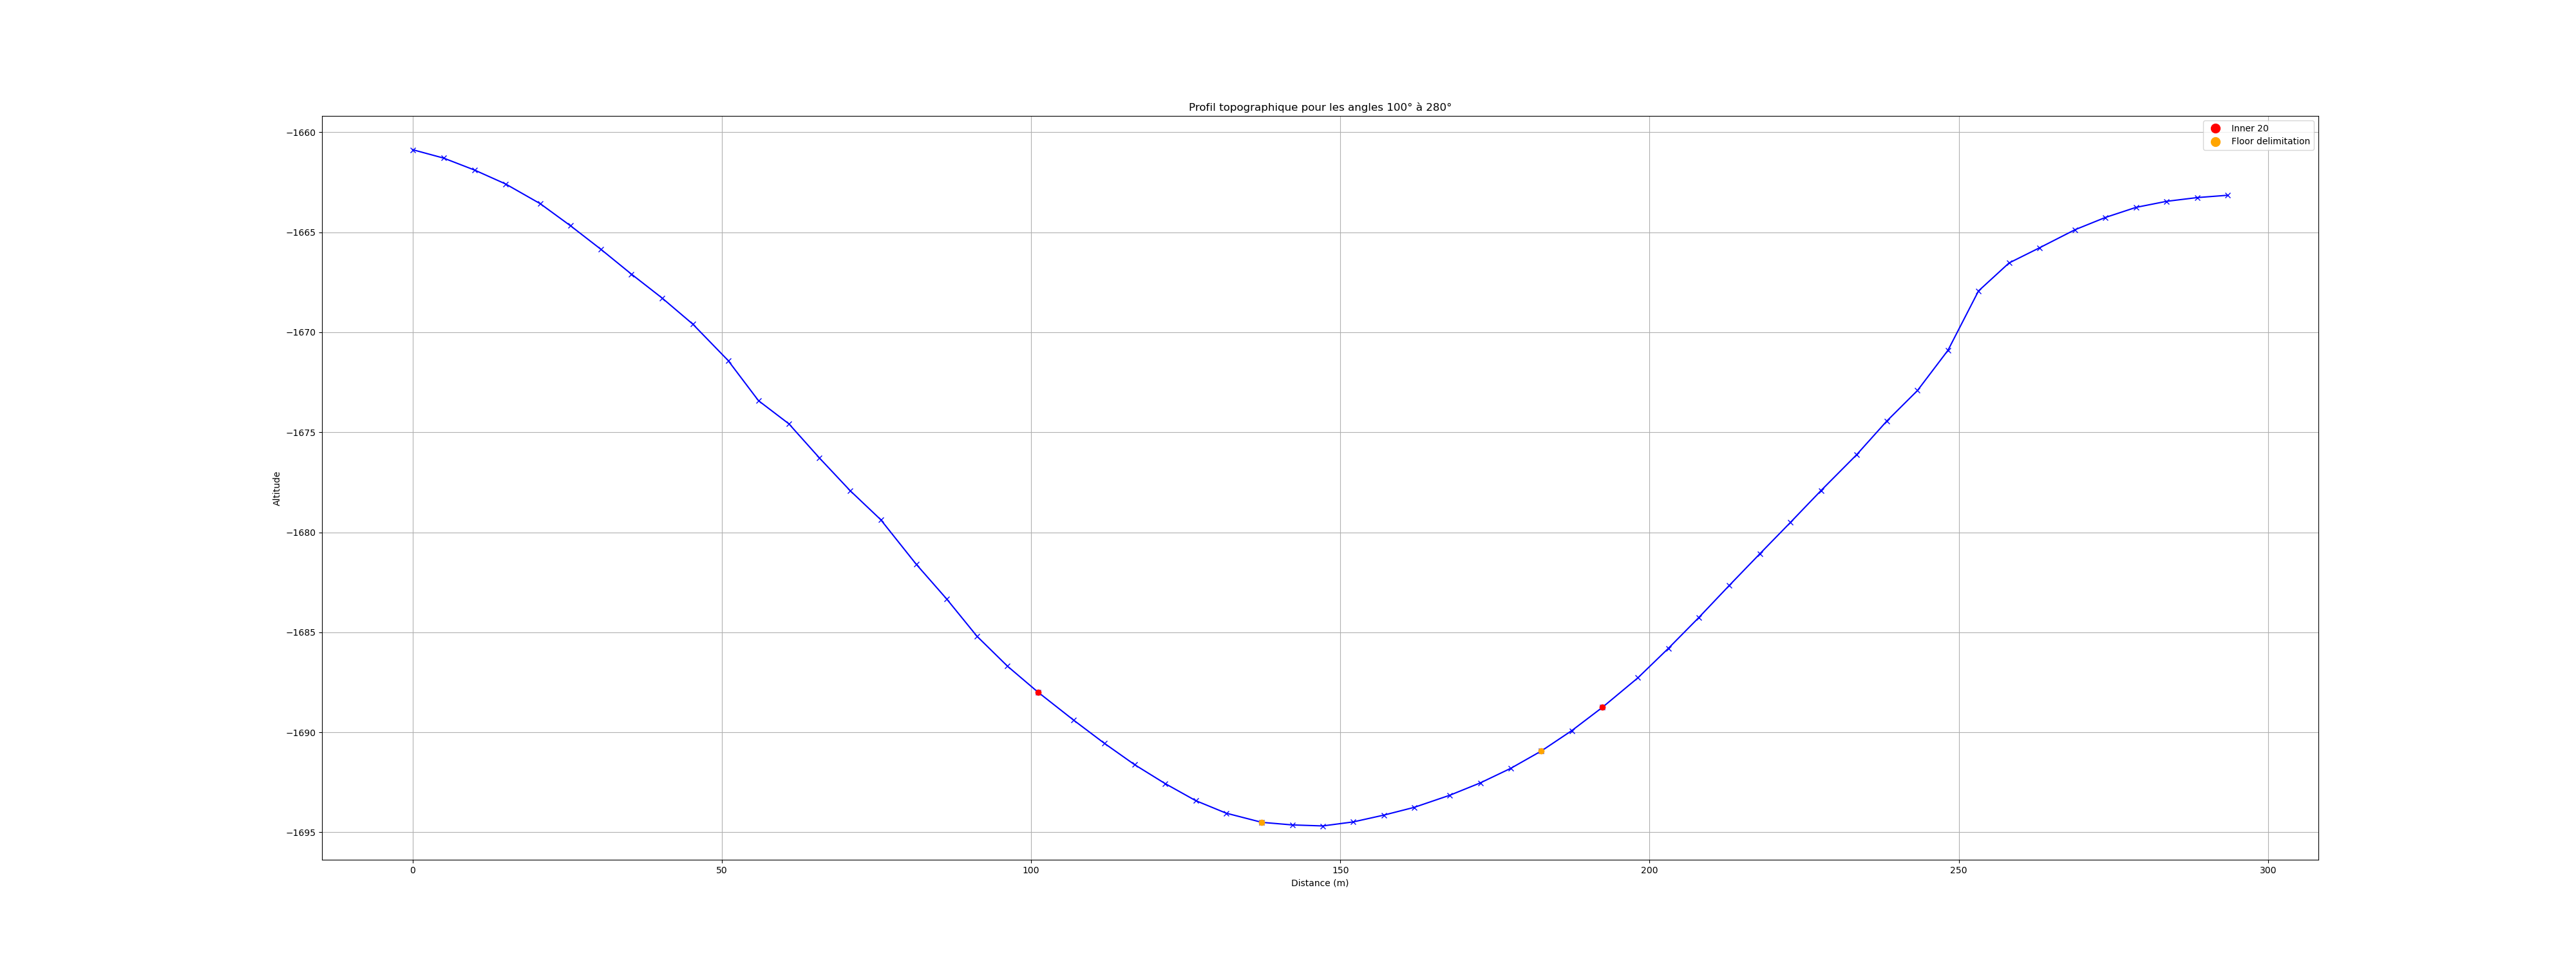 Profil topographique pour les angles 100° à 280°
Inner 20
Floor delimitation
−1660
−1665
−1670
−1675
−1680
−1685
−1690
−1695
Altitude
0 50 100 150 200 250 300
Distance (m)